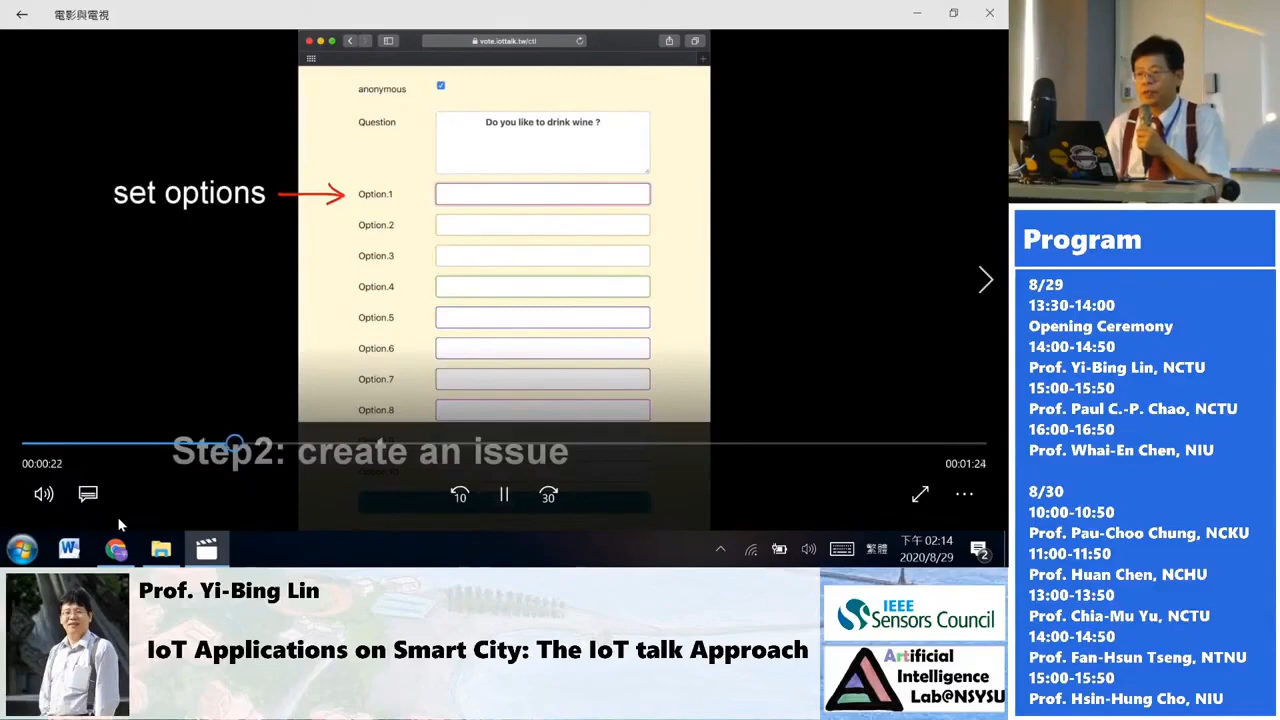 電影與電視
vote.iottalk.tw/ctl
anonymous
Question
Do you like to drink wine ?
set options
Option.1
Option.2
Option.3
Option.4
Option.5
Option.6
Option.7
Option.8
Step2: create an issue
00:00:22
00:01:24
10
30
繁體
下午 02:14
2020/8/29
2
Program
8/29
13:30-14:00
Opening Ceremony
14:00-14:50
Prof. Yi-Bing Lin, NCTU
15:00-15:50
Prof. Paul C.-P. Chao, NCTU
16:00-16:50
Prof. Whai-En Chen, NIU
8/30
10:00-10:50
Prof. Pau-Choo Chung, NCKU
11:00-11:50
Prof. Huan Chen, NCHU
13:00-13:50
Prof. Chia-Mu Yu, NCTU
14:00-14:50
Prof. Fan-Hsun Tseng, NTNU
15:00-15:50
Prof. Hsin-Hung Cho, NIU
Prof. Yi-Bing Lin
IoT Applications on Smart City: The IoT talk Approach
IEEE
Sensors Council
Artificial
Intelligence
Lab@NSYSU